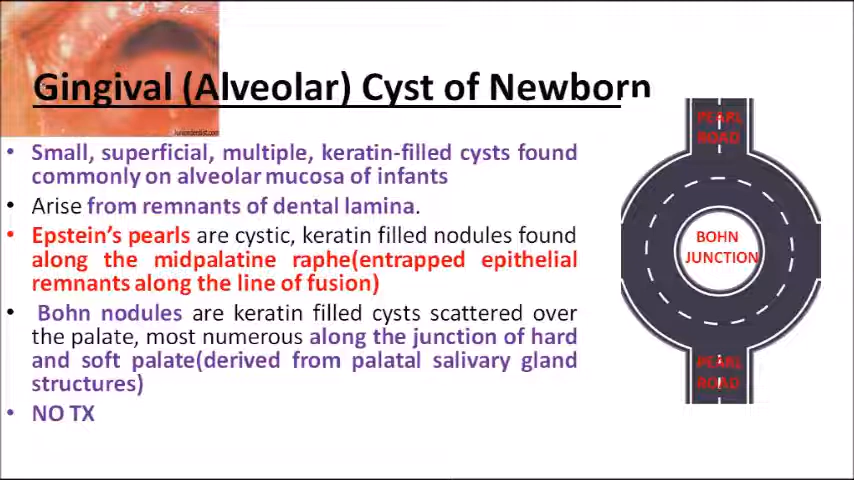 Gingival (Alveolar) Cyst of Newborn
Juniordentist.com
• Small, superficial, multiple, keratin-filled cysts found
commonly on alveolar mucosa of infants
• Arise from remnants of dental lamina.
• Epstein's pearls are cystic, keratin filled nodules found
along the midpalatine raphe(entrapped epithelial
remnants along the line of fusion)
• Bohn nodules are keratin filled cysts scattered over
the palate, most numerous along the junction of hard
and soft palate(derived from palatal salivary gland
structures)
• NO TX
PEARL
ROAD
BOHN
JUNCTION
PEARL
ROAD